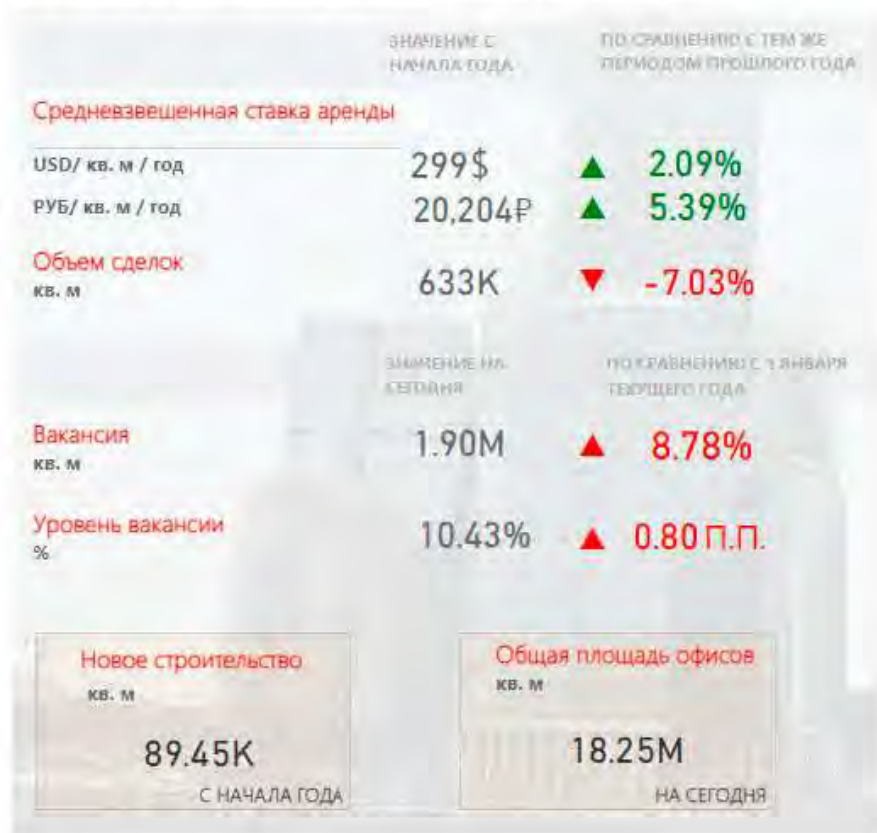 ЗНАЧЕНИЕ С
НАЧАЛА ГОДА
ПО СРАВНЕНИЮ С ТЕМ ЖЕ
ПЕРИОДОМ ПРОШЛОГО ГОДА
Средневзвешенная ставка аренды
USD/ кв. м / год 299$ ▲ 2.09%
РУБ/ кв. м / год 20,204₽ ▲ 5.39%
Объем сделок
кв. м
633K ▼ -7.03%
ЗНАЧЕНИЕ НА
СЕГОДНЯ
ПО СРАВНЕНИЮ С 1 ЯНВАРЯ
ТЕКУЩЕГО ГОДА
Вакансия
кв. м
1.90M ▲ 8.78%
Уровень вакансии
%
10.43% ▲ 0.80 П.П.
Новое строительство
кв. м
89.45K
С НАЧАЛА ГОДА
Общая площадь офисов
кв. м
18.25M
НА СЕГОДНЯ